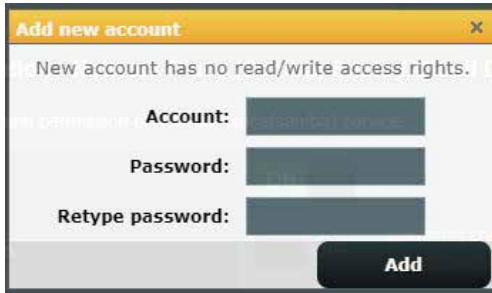 Add new account ×
New account has no read/write access rights.
Account:
Password:
Retype password:
Add